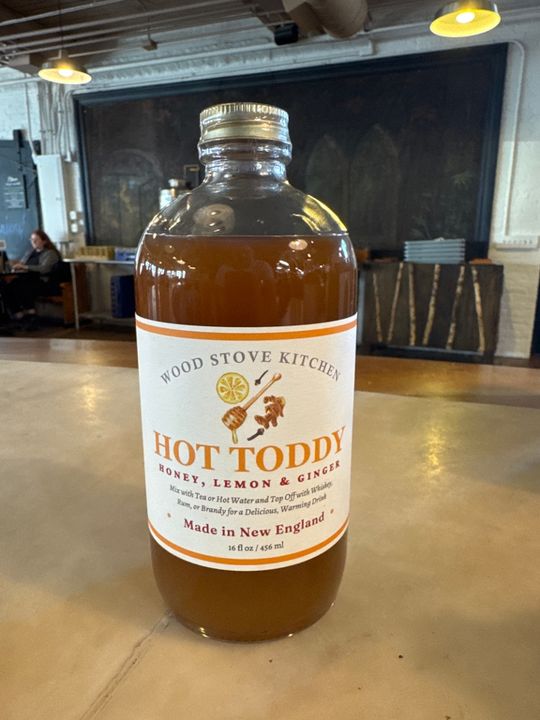 WOOD STOVE KITCHEN
HOT TODDY
HONEY, LEMON & GINGER
Mix with Tea or Hot Water and Top Off with Whiskey,
Rum, or Brandy for a Delicious, Warming Drink
Made in New England
16 fl oz / 456 ml